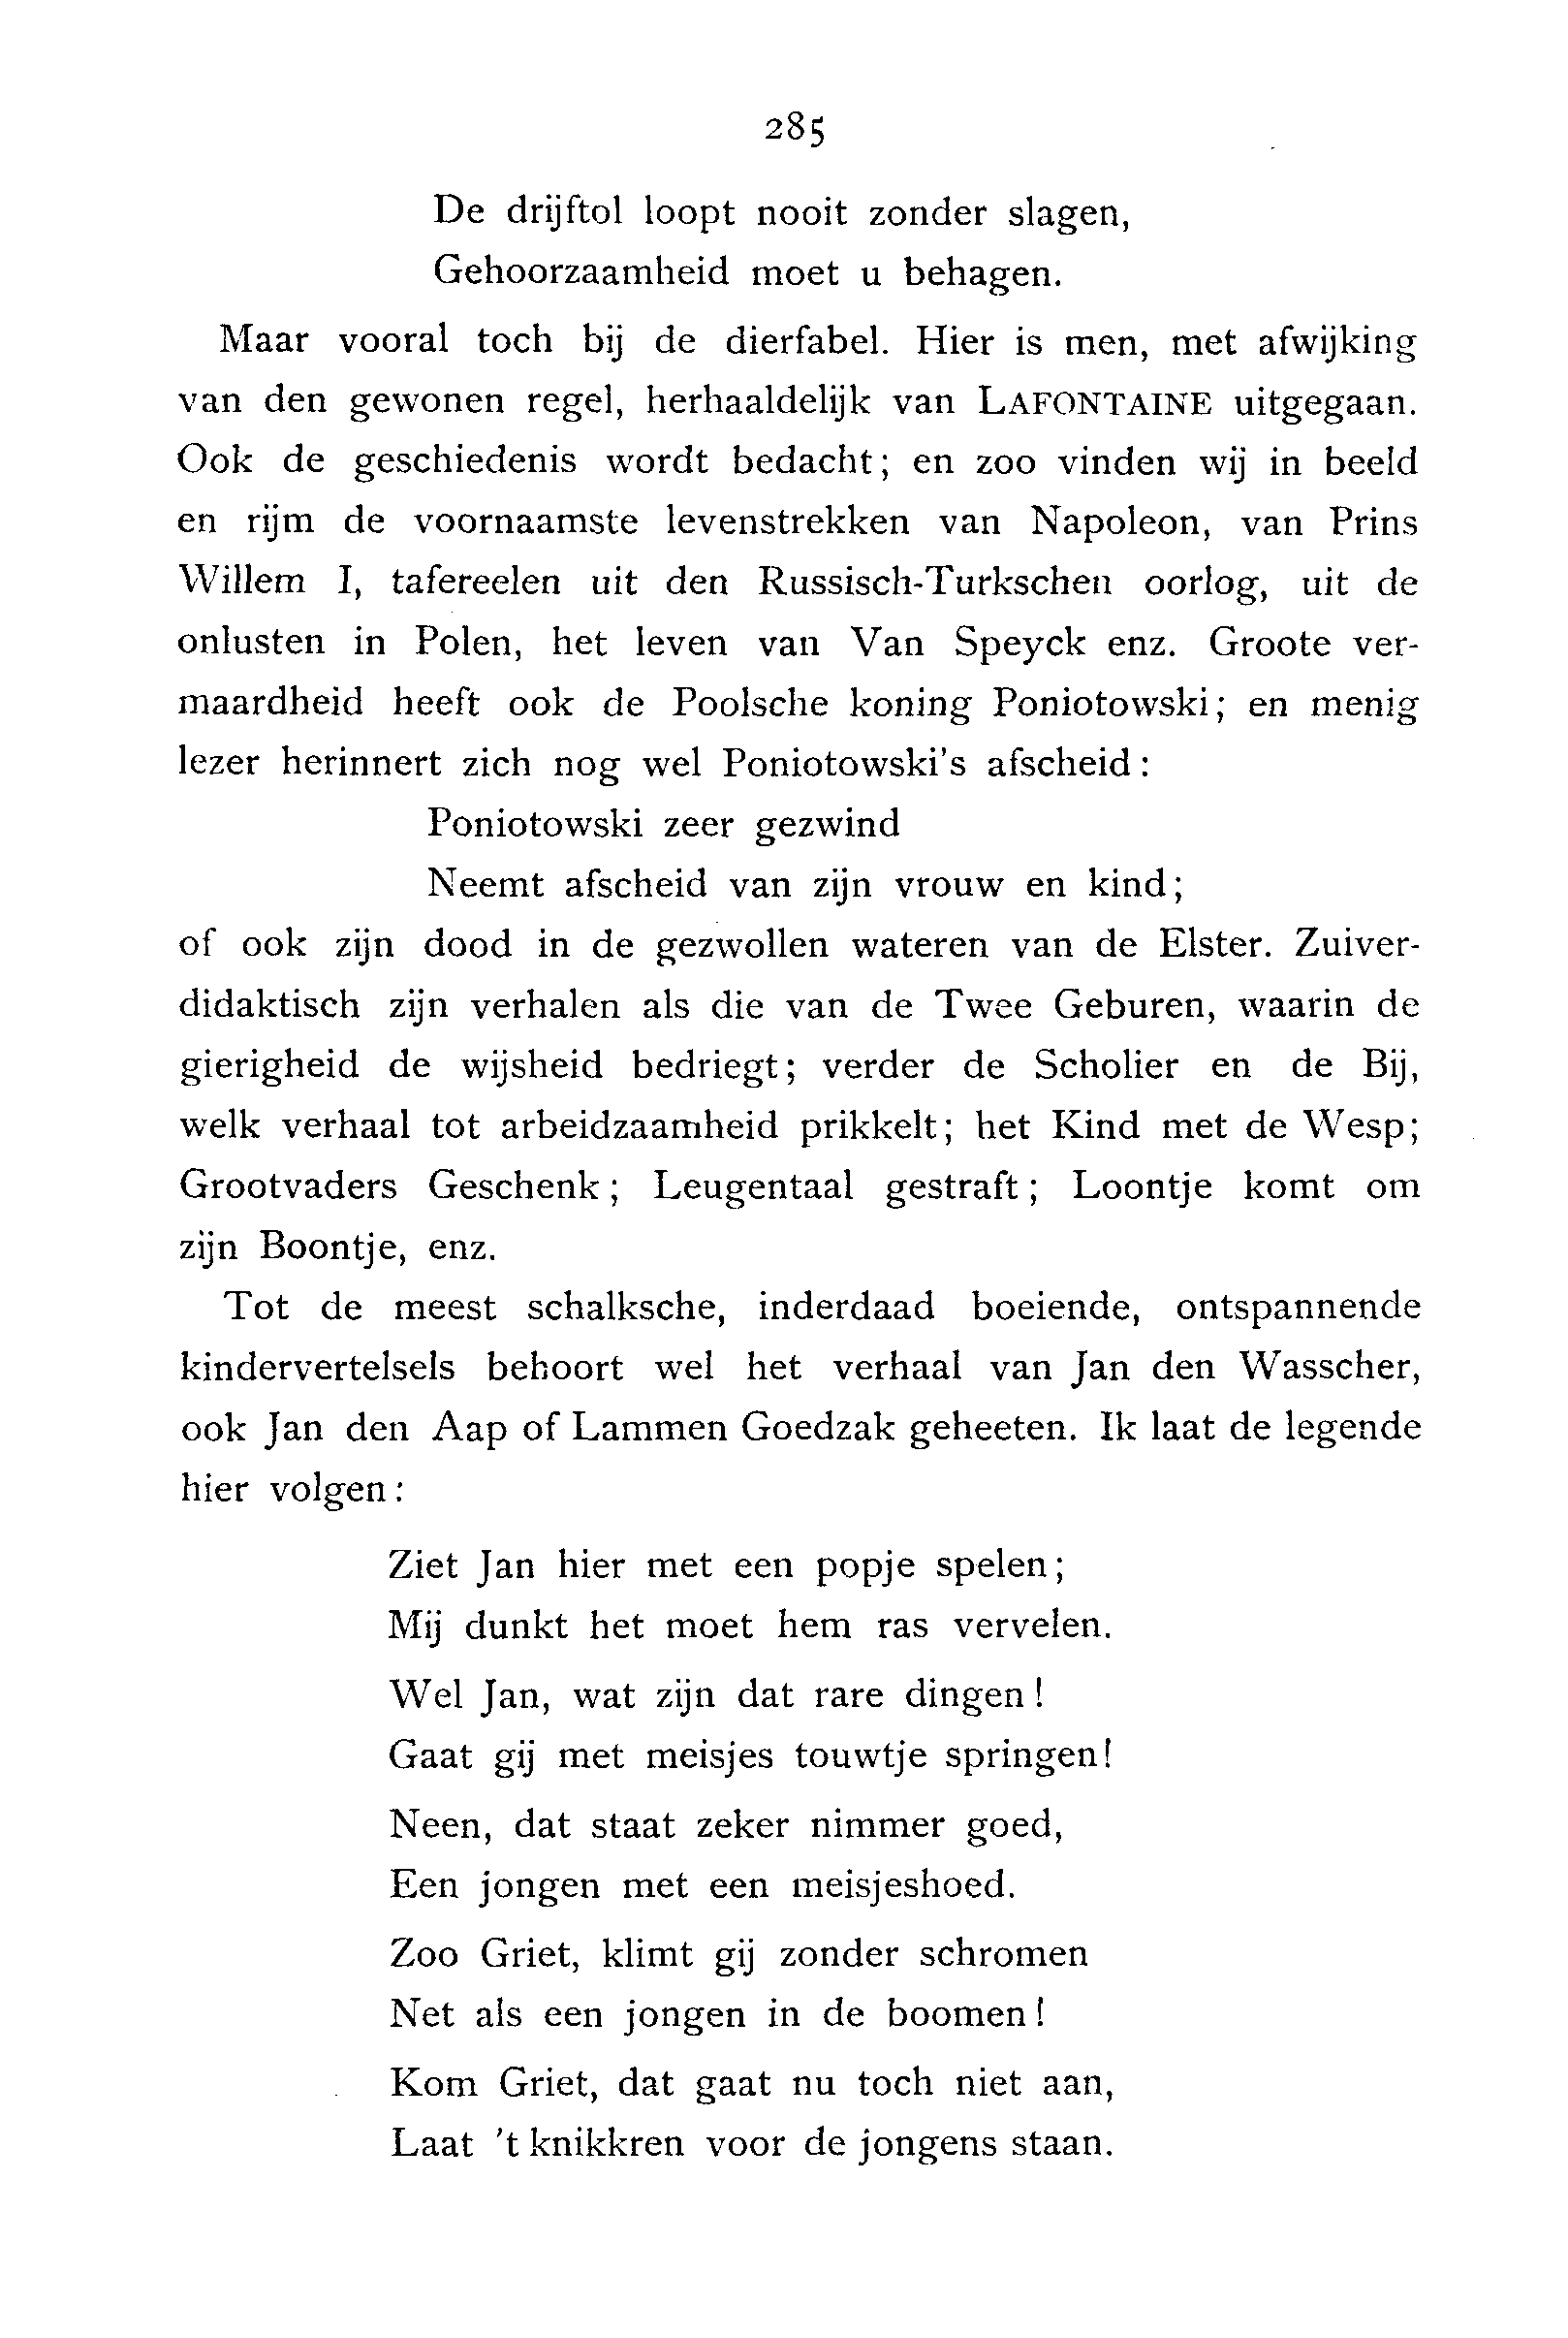 285
De drijftol loopt nooit zonder slagen,
Gehoorzaamheid moet u behagen.
Maar vooral toch bij de dierfabel. Hier is men, met afwijking
van den gewonen regel, herhaaldelijk van LAFONTAINE uitgegaan.
Ook de geschiedenis wordt bedacht; en zoo vinden wij in beeld
en rijm de voornaamste levenstrekken van Napoleon, van Prins
Willem I, tafereelen uit den Russisch-Turkschen oorlog, uit de
onlusten in Polen, het leven van Van Speyck enz. Groote ver-
maardheid heeft ook de Poolsche koning Poniotowski; en menig
lezer herinnert zich nog wel Poniotowski's afscheid:
Poniotowski zeer gezwind
Neemt afscheid van zijn vrouw en kind;
of ook zijn dood in de gezwollen wateren van de Elster. Zuiver-
didaktisch zijn verhalen als die van de Twee Geburen, waarin de
gierigheid de wijsheid bedriegt; verder de Scholier en de Bij,
welk verhaal tot arbeidzaamheid prikkelt; het Kind met de Wesp;
Grootvaders Geschenk; Leugentaal gestraft; Loontje komt om
zijn Boontje, enz.
Tot de meest schalksche, inderdaad boeiende, ontspannende
kindervertelsels behoort wel het verhaal van Jan den Wasscher,
ook Jan den Aap of Lammen Goedzak geheeten. Ik laat de legende
hier volgen:
Ziet Jan hier met een popje spelen;
Mij dunkt het moet hem ras vervelen.
Wel Jan, wat zijn dat rare dingen!
Gaat gij met meisjes touwtje springen!
Neen, dat staat zeker nimmer goed,
Een jongen met een meisjeshoed.
Zoo Griet, klimt gij zonder schromen
Net als een jongen in de boomen!
Kom Griet, dat gaat nu toch niet aan,
Laat 't knikkren voor de jongens staan.